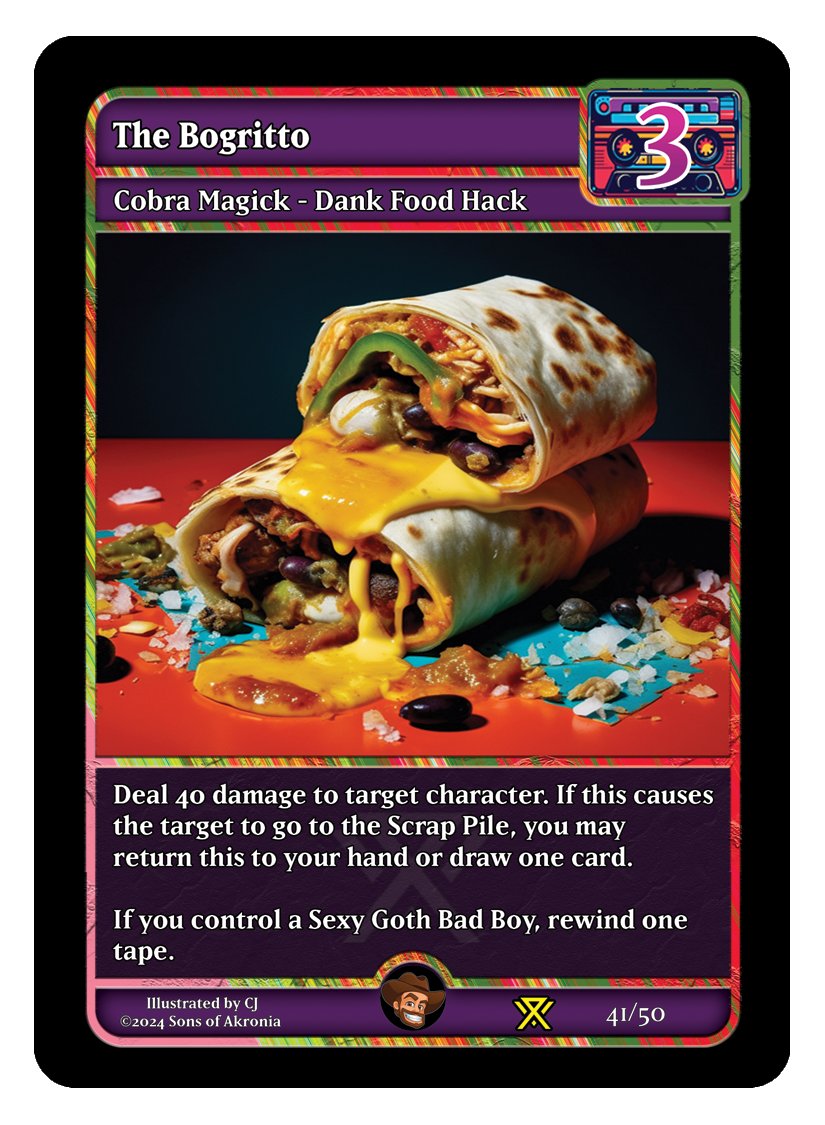 The Bogritto
3
Cobra Magick - Dank Food Hack
Deal 40 damage to target character. If this causes
the target to go to the Scrap Pile, you may
return this to your hand or draw one card.
If you control a Sexy Goth Bad Boy, rewind one
tape.
Illustrated by CJ
©2024 Sons of Akronia
41/50